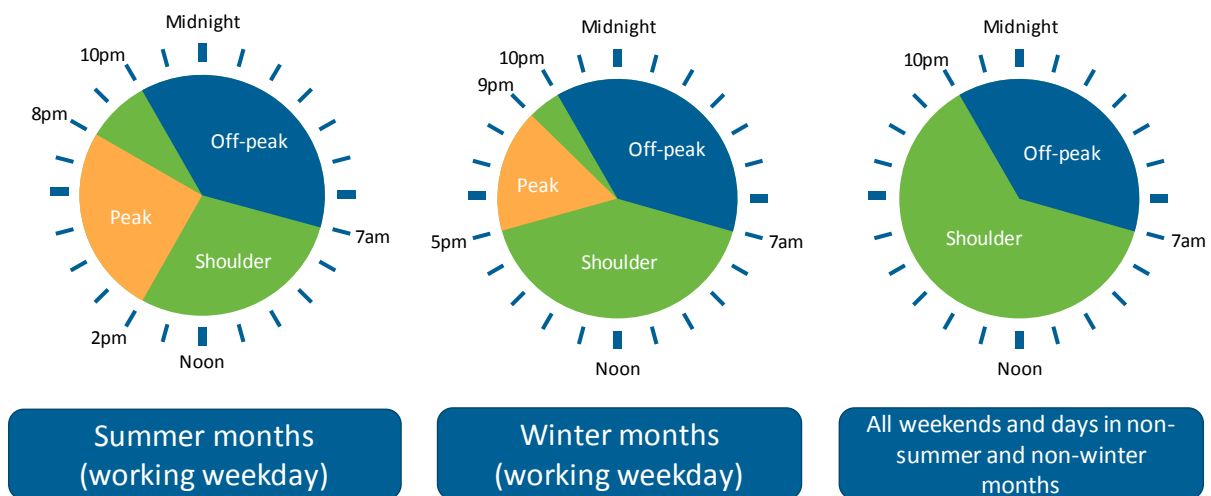 Midnight
10pm
8pm
Off-peak
Peak
7am
Shoulder
2pm
Noon
Summer months
(working weekday)
Midnight
10pm
9pm
Off-peak
Peak
5pm
7am
Shoulder
Noon
Winter months
(working weekday)
Midnight
10pm
Off-peak
Shoulder
7am
Noon
All weekends and days in non-
summer and non-winter
months